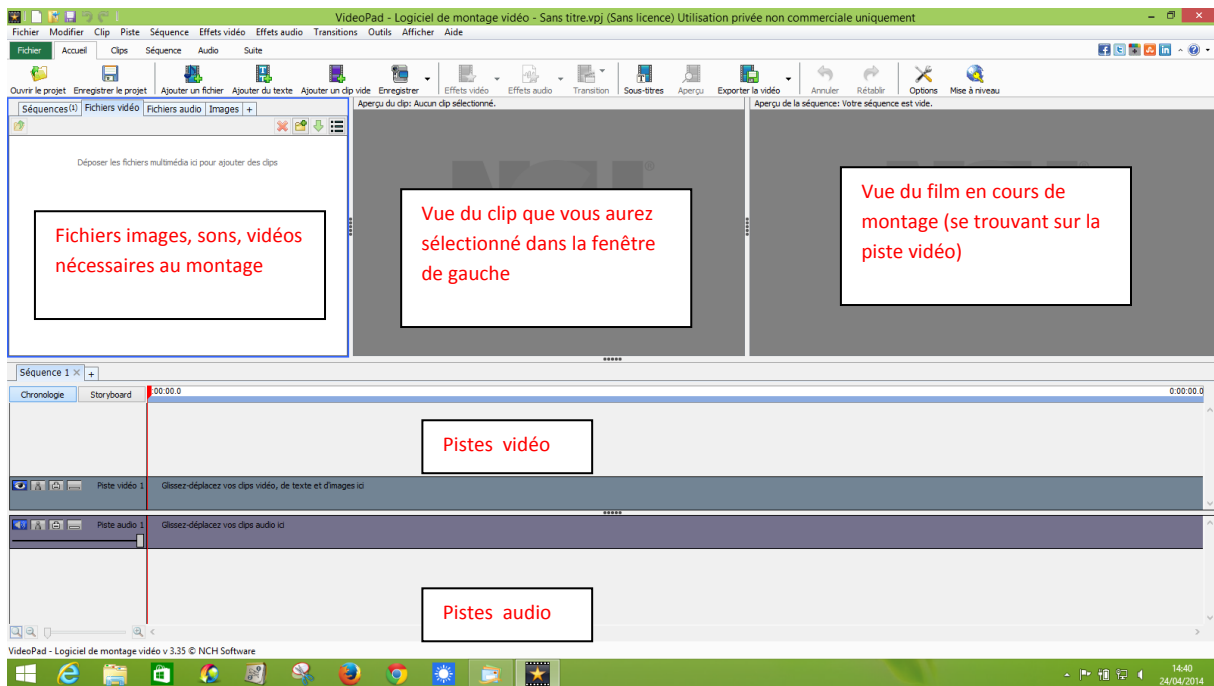 VideoPad - Logiciel de montage vidéo - Sans titre.vpj (Sans licence) Utilisation privée non commerciale uniquement
Fichier Modifier Clip Piste Séquence Effets vidéo Effets audio Transitions Outils Afficher Aide
Fichier Accueil Clips Séquence Audio Suite
Ouvrir le projet Enregistrer le projet Ajouter un fichier Ajouter du texte Ajouter un clip vide Enregistrer Effets vidéo Effets audio Transition Sous-titres Aperçu Exporter la vidéo Annuler Rétablir Options Mise à niveau
Séquences (1) Fichiers vidéo Fichiers audio Images +
Aperçu du clip: Aucun clip sélectionné.
Aperçu de la séquence: Votre séquence est vide.
Déposer les fichiers multimédia ici pour ajouter des clips
NCH ®
Fichiers images, sons, vidéos
nécessaires au montage
Vue du clip que vous aurez
sélectionné dans la fenêtre
de gauche
Vue du film en cours de
montage (se trouvant sur la
piste vidéo)
Séquence 1 × +
Chronologie Storyboard :00:00.0 0:00:00.0
Pistes vidéo
Piste vidéo 1 Glissez-déplacez vos clips vidéo, de texte et d'images ici
Piste audio 1 Glissez-déplacez vos clips audio ici
Pistes audio
VideoPad - Logiciel de montage vidéo v 3.35 © NCH Software
14:40
24/04/2014